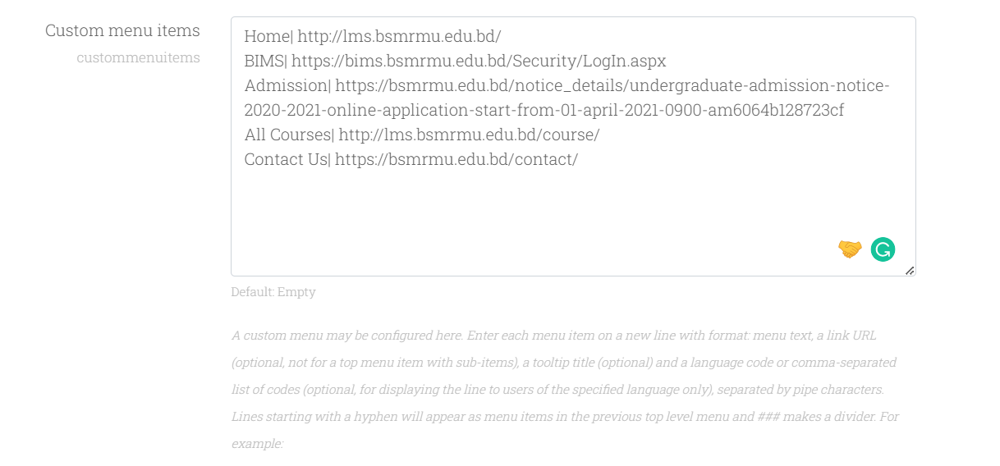 Custom menu items
custommenuitems
Home| http://lms.bsmrmu.edu.bd/
BIMS| https://bims.bsmrmu.edu.bd/Security/LogIn.aspx
Admission| https://bsmrmu.edu.bd/notice_details/undergraduate-admission-notice-
2020-2021-online-application-start-from-01-april-2021-0900-am6064b128723cf
All Courses| http://lms.bsmrmu.edu.bd/course/
Contact Us| https://bsmrmu.edu.bd/contact/
Default: Empty
A custom menu may be configured here. Enter each menu item on a new line with format: menu text, a link URL
(optional, not for a top menu item with sub-items), a tooltip title (optional) and a language code or comma-separated
list of codes (optional, for displaying the line to users of the specified language only), separated by pipe characters.
Lines starting with a hyphen will appear as menu items in the previous top level menu and ### makes a divider. For
example: